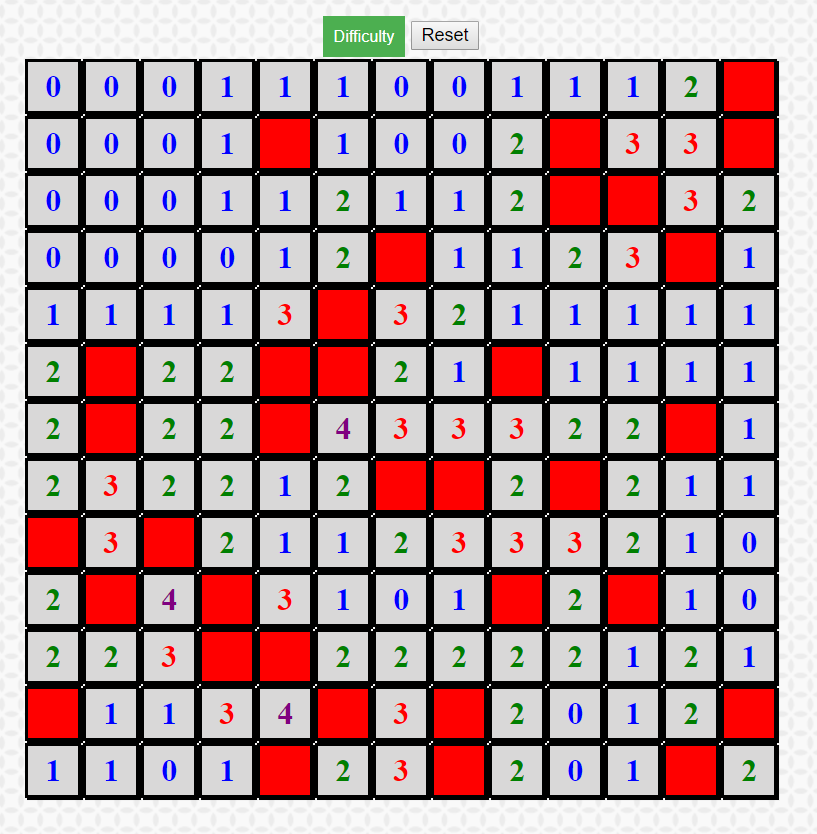 Difficulty Reset
0 0 0 1 1 1 0 0 1 1 1 2
0 0 0 1 1 0 0 2 3 3
0 0 0 1 1 2 1 1 2 3 2
0 0 0 0 1 2 1 1 2 3 1
1 1 1 1 3 3 2 1 1 1 1 1
2 2 2 2 1 1 1 1 1
2 2 2 4 3 3 3 2 2 1
2 3 2 2 1 2 2 2 1 1
3 2 1 1 2 3 3 3 2 1 0
2 4 3 1 0 1 2 1 0
2 2 3 2 2 2 2 2 1 2 1
1 1 3 4 3 2 0 1 2
1 1 0 1 2 3 2 0 1 2